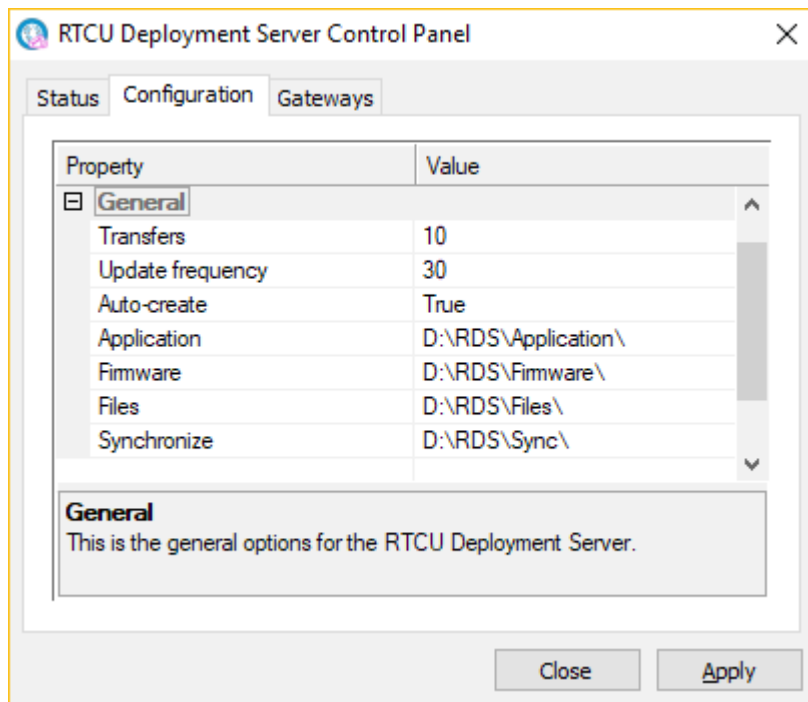 RTCU Deployment Server Control Panel
Status Configuration Gateways
Property Value
General
Transfers 10
Update frequency 30
Auto-create True
Application D:\RDS\Application\
Firmware D:\RDS\Firmware\
Files D:\RDS\Files\
Synchronize D:\RDS\Sync\
General
This is the general options for the RTCU Deployment Server.
Close Apply